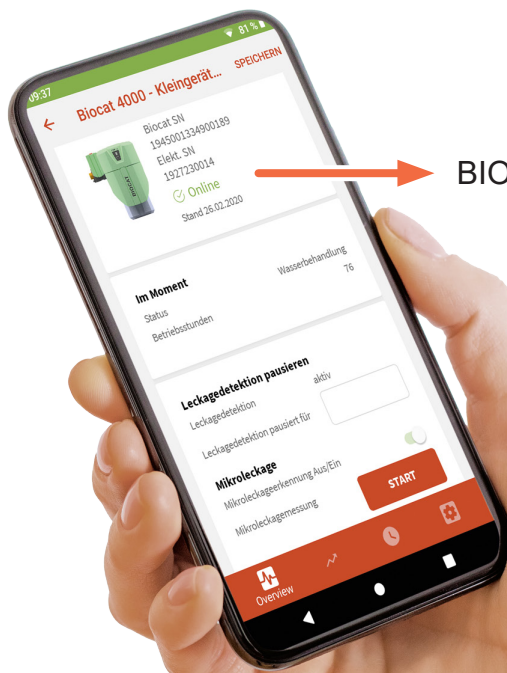 09:37
81 %
Biocat 4000 - Kleingerät...
SPEICHERN
BIOCAT
Biocat SN
1945001334900189
Elekt. SN
1927230014
Online
Stand 26.02.2020
BIO
Im Moment
Status Wasserbehandlung
Betriebsstunden 76
Leckagedetektion pausieren
Leckagedetektion aktiv
Leckagedetektion pausiert für
Mikroleckage
Mikroleckageerkennung Aus/Ein
Mikroleckagemessung START
Overview